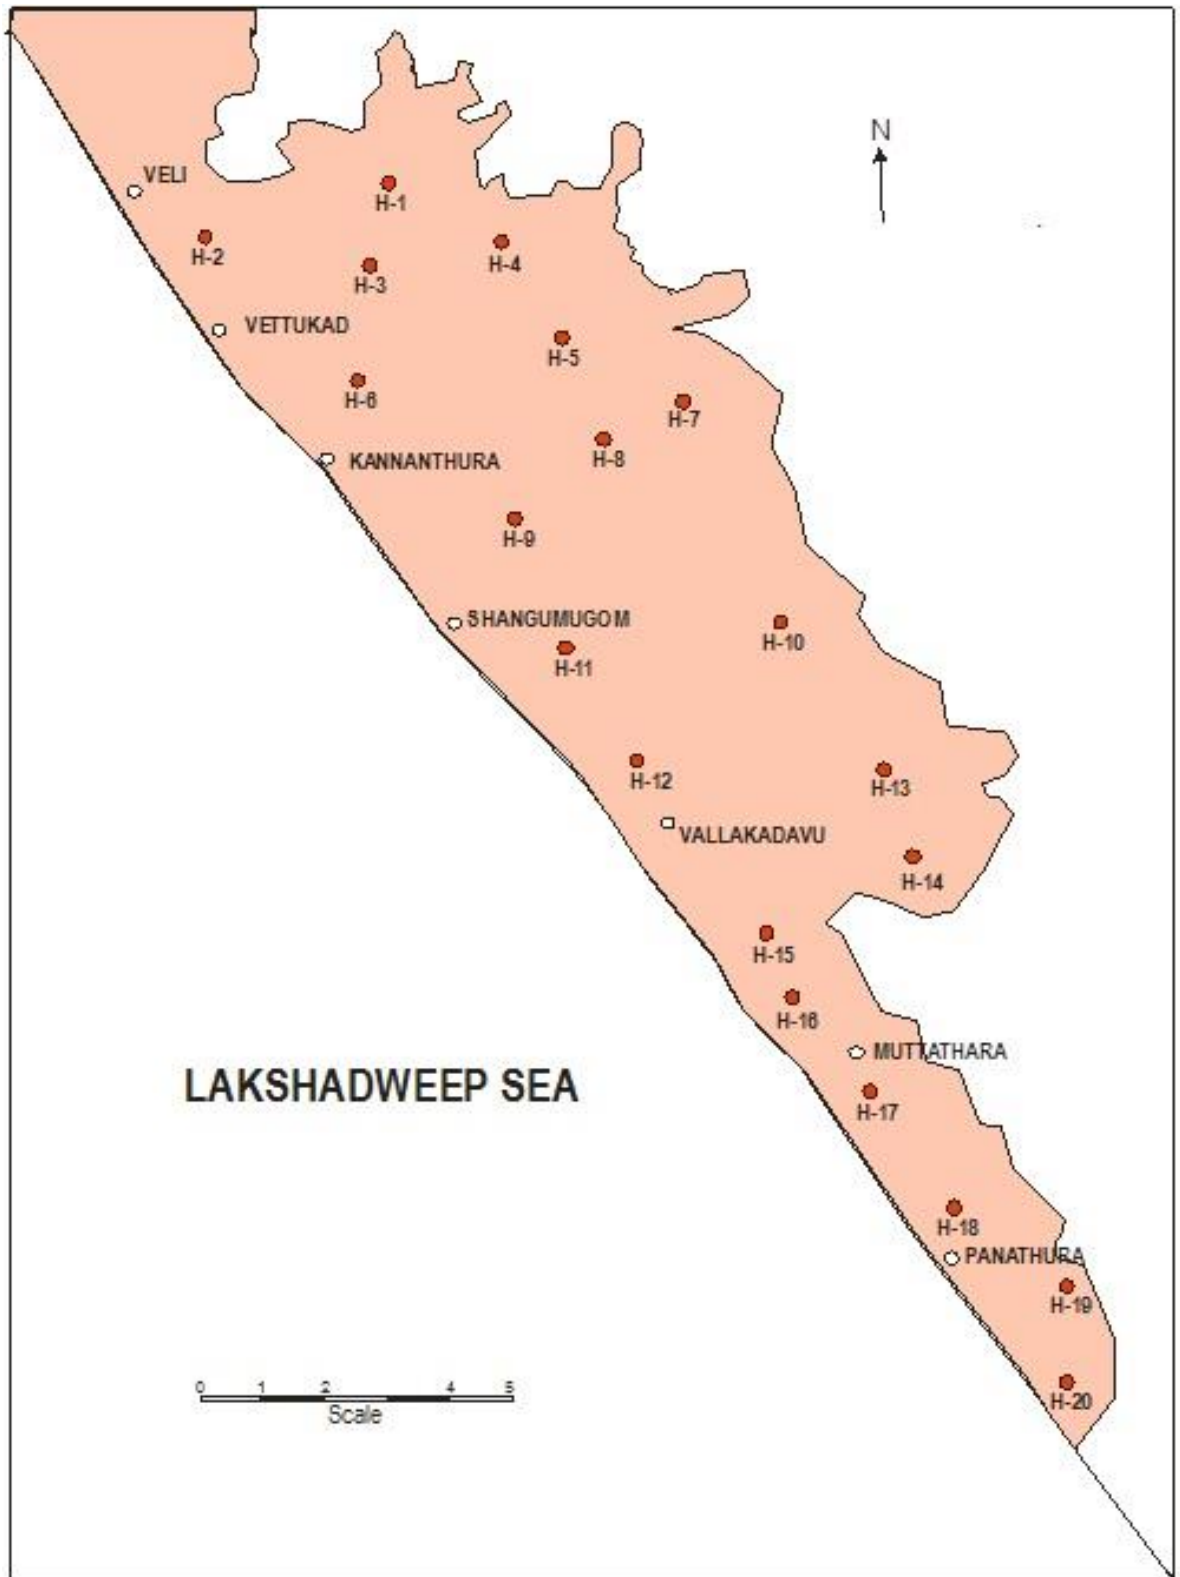 N
VELI
H-1
H-2
H-3
H-4
VETTUKAD
H-5
H-6
H-7
H-8
KANNANTHURA
H-9
SHANGUMUGOM
H-10
H-11
H-12
H-13
VALLAKADAVU
H-14
H-15
H-16
MUTTATHARA
LAKSHADWEEP SEA
H-17
H-18
PANATHURA
H-19
0 1 2 4 5
H-20
Scale